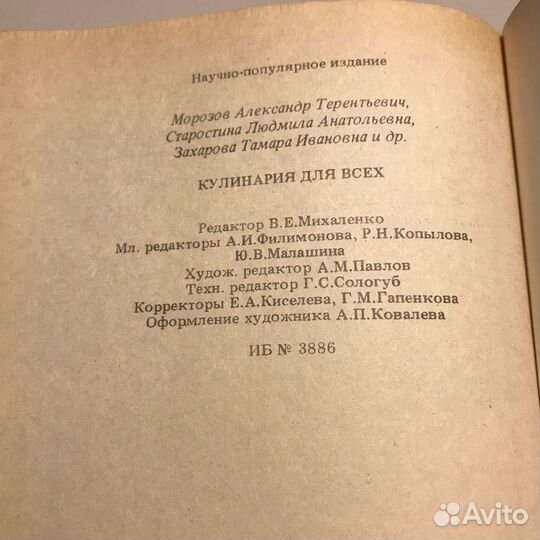 Научно-популярное издание
Морозов Александр Терентьевич,
Старостина Людмила Анатольевна,
Захарова Тамара Ивановна и др.
КУЛИНАРИЯ ДЛЯ ВСЕХ
Редактор В.Е.Михаленко
Мл. редакторы А.И.Филимонова, Р.Н.Копылова,
Ю.В.Малашина
Худож. редактор А.М.Павлов
Техн. редактор Г.С.Сологуб
Корректоры Е.А.Киселева, Г.М.Гапенкова
Оформление художника А.П.Ковалева
ИБ № 3886
Avito